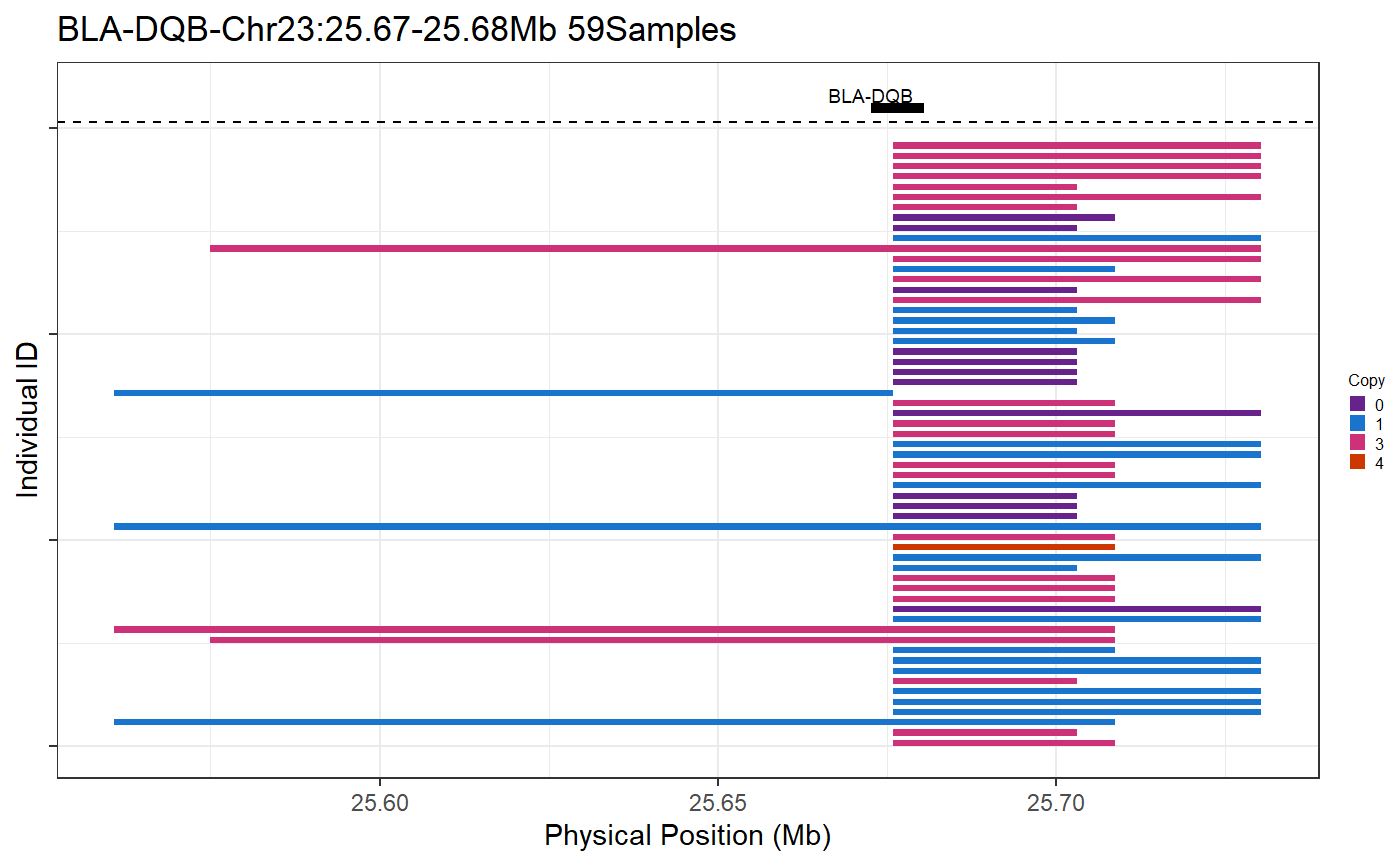 BLA-DQB-Chr23:25.67-25.68Mb 59Samples
BLA-DQB
Individual ID
Copy
0
1
3
4
25.60 25.65 25.70
Physical Position (Mb)